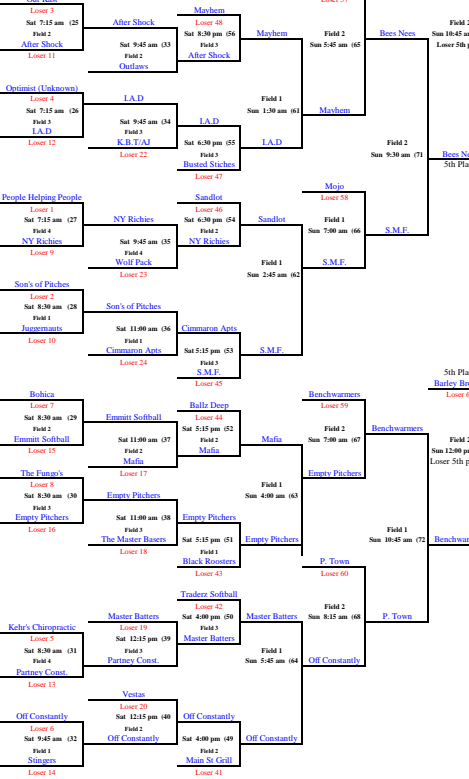 Loser 3
Sat 7:15 am (25
Field 2
After Shock
Loser 11
Optimist (Unknown)
Loser 4
Sat 7:15 am (26
Field 3
I.A.D
Loser 12
People Helping People
Loser 1
Sat 7:15 am (27
Field 4
NY Richies
Loser 9
Son's of Pitches
Loser 2
Sat 8:30 am (28
Field 1
Juggernauts
Loser 10
Bohica
Loser 7
Sat 8:30 am (29
Field 2
Emmitt Softball
Loser 15
The Fungo's
Loser 8
Sat 8:30 am (30
Field 3
Empty Pitchers
Loser 16
Kehr's Chiropractic
Loser 5
Sat 8:30 am (31
Field 4
Partney Const.
Loser 13
Off Constantly
Loser 6
Sat 9:45 am (32
Field 1
Stingers
Loser 14
After Shock
Sat 9:45 am (33
Field 2
Outlaws
I.A.D
Sat 9:45 am (34
Field 3
K.B.T/AJ
Loser 22
NY Richies
Sat 9:45 am (35
Field 4
Wolf Pack
Loser 23
Son's of Pitches
Sat 11:00 am (36
Field 1
Cimmaron Apts
Loser 24
Emmitt Softball
Sat 11:00 am (37
Field 2
Mafia
Loser 17
Empty Pitchers
Sat 11:00 am (38
Field 3
The Master Basers
Loser 18
Master Batters
Loser 19
Sat 12:15 pm (39
Field 3
Partney Const.
Vestas
Loser 20
Sat 12:15 pm (40
Field 2
Off Constantly
Mayhem
Loser 48
Sat 8:30 pm (56
Field 3
After Shock
I.A.D
Sat 6:30 pm (55
Field 3
Busted Stiches
Loser 47
Sandlot
Loser 46
Sat 6:30 pm (54
Field 2
NY Richies
Cimmaron Apts
Sat 5:15 pm (53
Field 3
S.M.F.
Loser 45
Ballz Deep
Loser 44
Sat 5:15 pm (52
Field 2
Mafia
Empty Pitchers
Sat 5:15 pm (51
Field 1
Black Roosters
Loser 43
Traderz Softball
Loser 42
Sat 4:00 pm (50
Field 3
Master Batters
Off Constantly
Sat 4:00 pm (49
Field 2
Main St Grill
Loser 41
Mayhem
Field 1
Sun 1:30 am (61
I.A.D
Sandlot
Field 1
Sun 2:45 am (62
S.M.F.
Mafia
Field 1
Sun 4:00 am (63
Empty Pitchers
Master Batters
Field 1
Sun 5:45 am (64
Off Constantly
Field 2
Sun 5:45 am (65
Mayhem
Mojo
Loser 58
Field 1
Sun 7:00 am (66
S.M.F.
Benchwarmers
Loser 59
Field 2
Sun 7:00 am (67
Empty Pitchers
P. Town
Loser 60
Field 2
Sun 8:15 am (68
Off Constantly
Bees Nees
Field 2
Sun 9:30 am (71
S.M.F.
Benchwarmers
Field 1
Sun 10:45 am (72
P. Town
Field
Sun 10:45 a
Loser 5th
Bees
5th Pla
5th Pla
Barley Br
Loser
Field
Sun 12:00 p
Loser 5th p
Benchwar